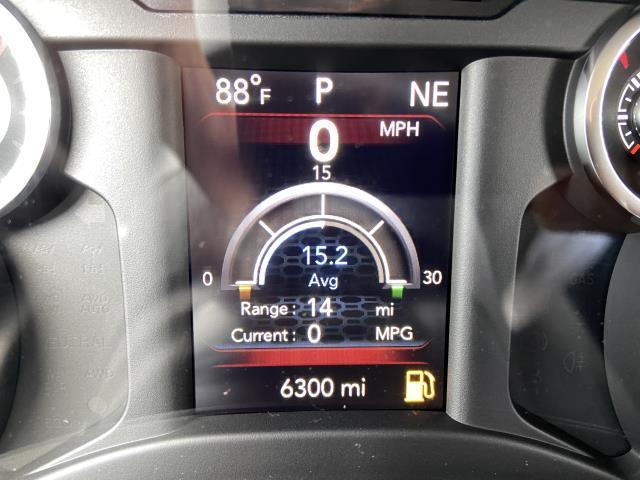 88°F P NE
0 MPH
15
15.2
0 30
Avg
Range: 14 mi
Current: 0 MPG
6300 mi